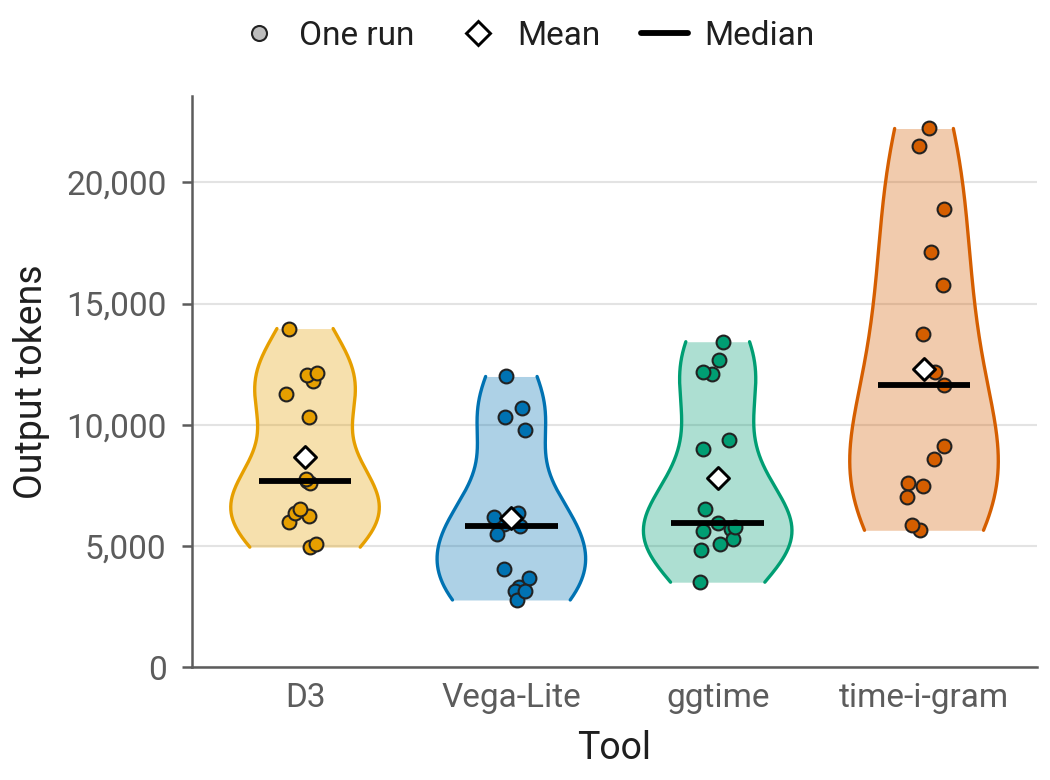 One run Mean Median
Output tokens
20,000
15,000
10,000
5,000
0
D3 Vega-Lite ggtime time-i-gram
Tool